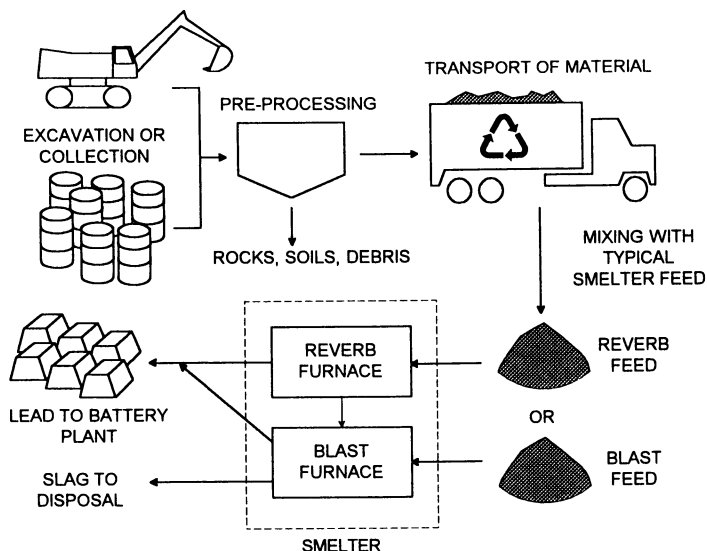 TRANSPORT OF MATERIAL
PRE-PROCESSING
EXCAVATION OR
COLLECTION
ROCKS, SOILS, DEBRIS
MIXING WITH
TYPICAL
SMELTER FEED
REVERB
FURNACE
REVERB
FEED
LEAD TO BATTERY
PLANT
OR
BLAST
FURNACE
BLAST
FEED
SLAG TO
DISPOSAL
SMELTER